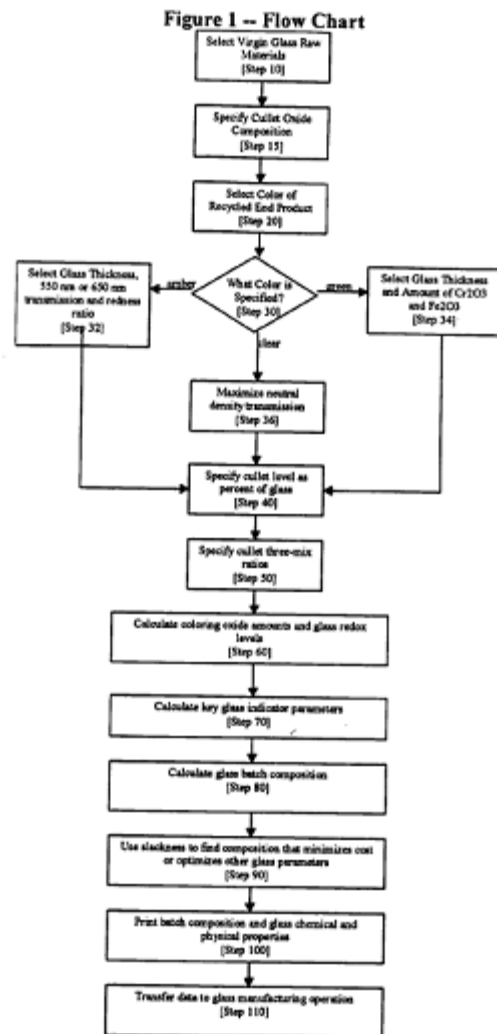 Figure 1 -- Flow Chart
Select Virgin Glass Raw
Materials
[Step 10]
Specify Cullet Oxide
Composition
[Step 15]
Select Color of
Recycled End Product
[Step 20]
Select Glass Thickness,
550 nm or 650 nm
transmission and redness
ratio
[Step 32]
amber
What Color is
Specified?
[Step 30]
green
Select Glass Thickness
and Amount of Cr2O3
and Fe2O3
[Step 34]
clear
Maximize neutral
density transmission
[Step 36]
Specify cullet level as
percent of glass
[Step 40]
Specify cullet three-mix
ratios
[Step 50]
Calculate coloring oxide amounts and glass redox
levels
[Step 60]
Calculate key glass indicator parameters
[Step 70]
Calculate glass batch composition
[Step 80]
Use slackness to find composition that minimizes cost
or optimizes other glass parameters
[Step 90]
Print batch composition and glass chemical and
physical properties
[Step 100]
Transfer data to glass manufacturing operation
[Step 110]